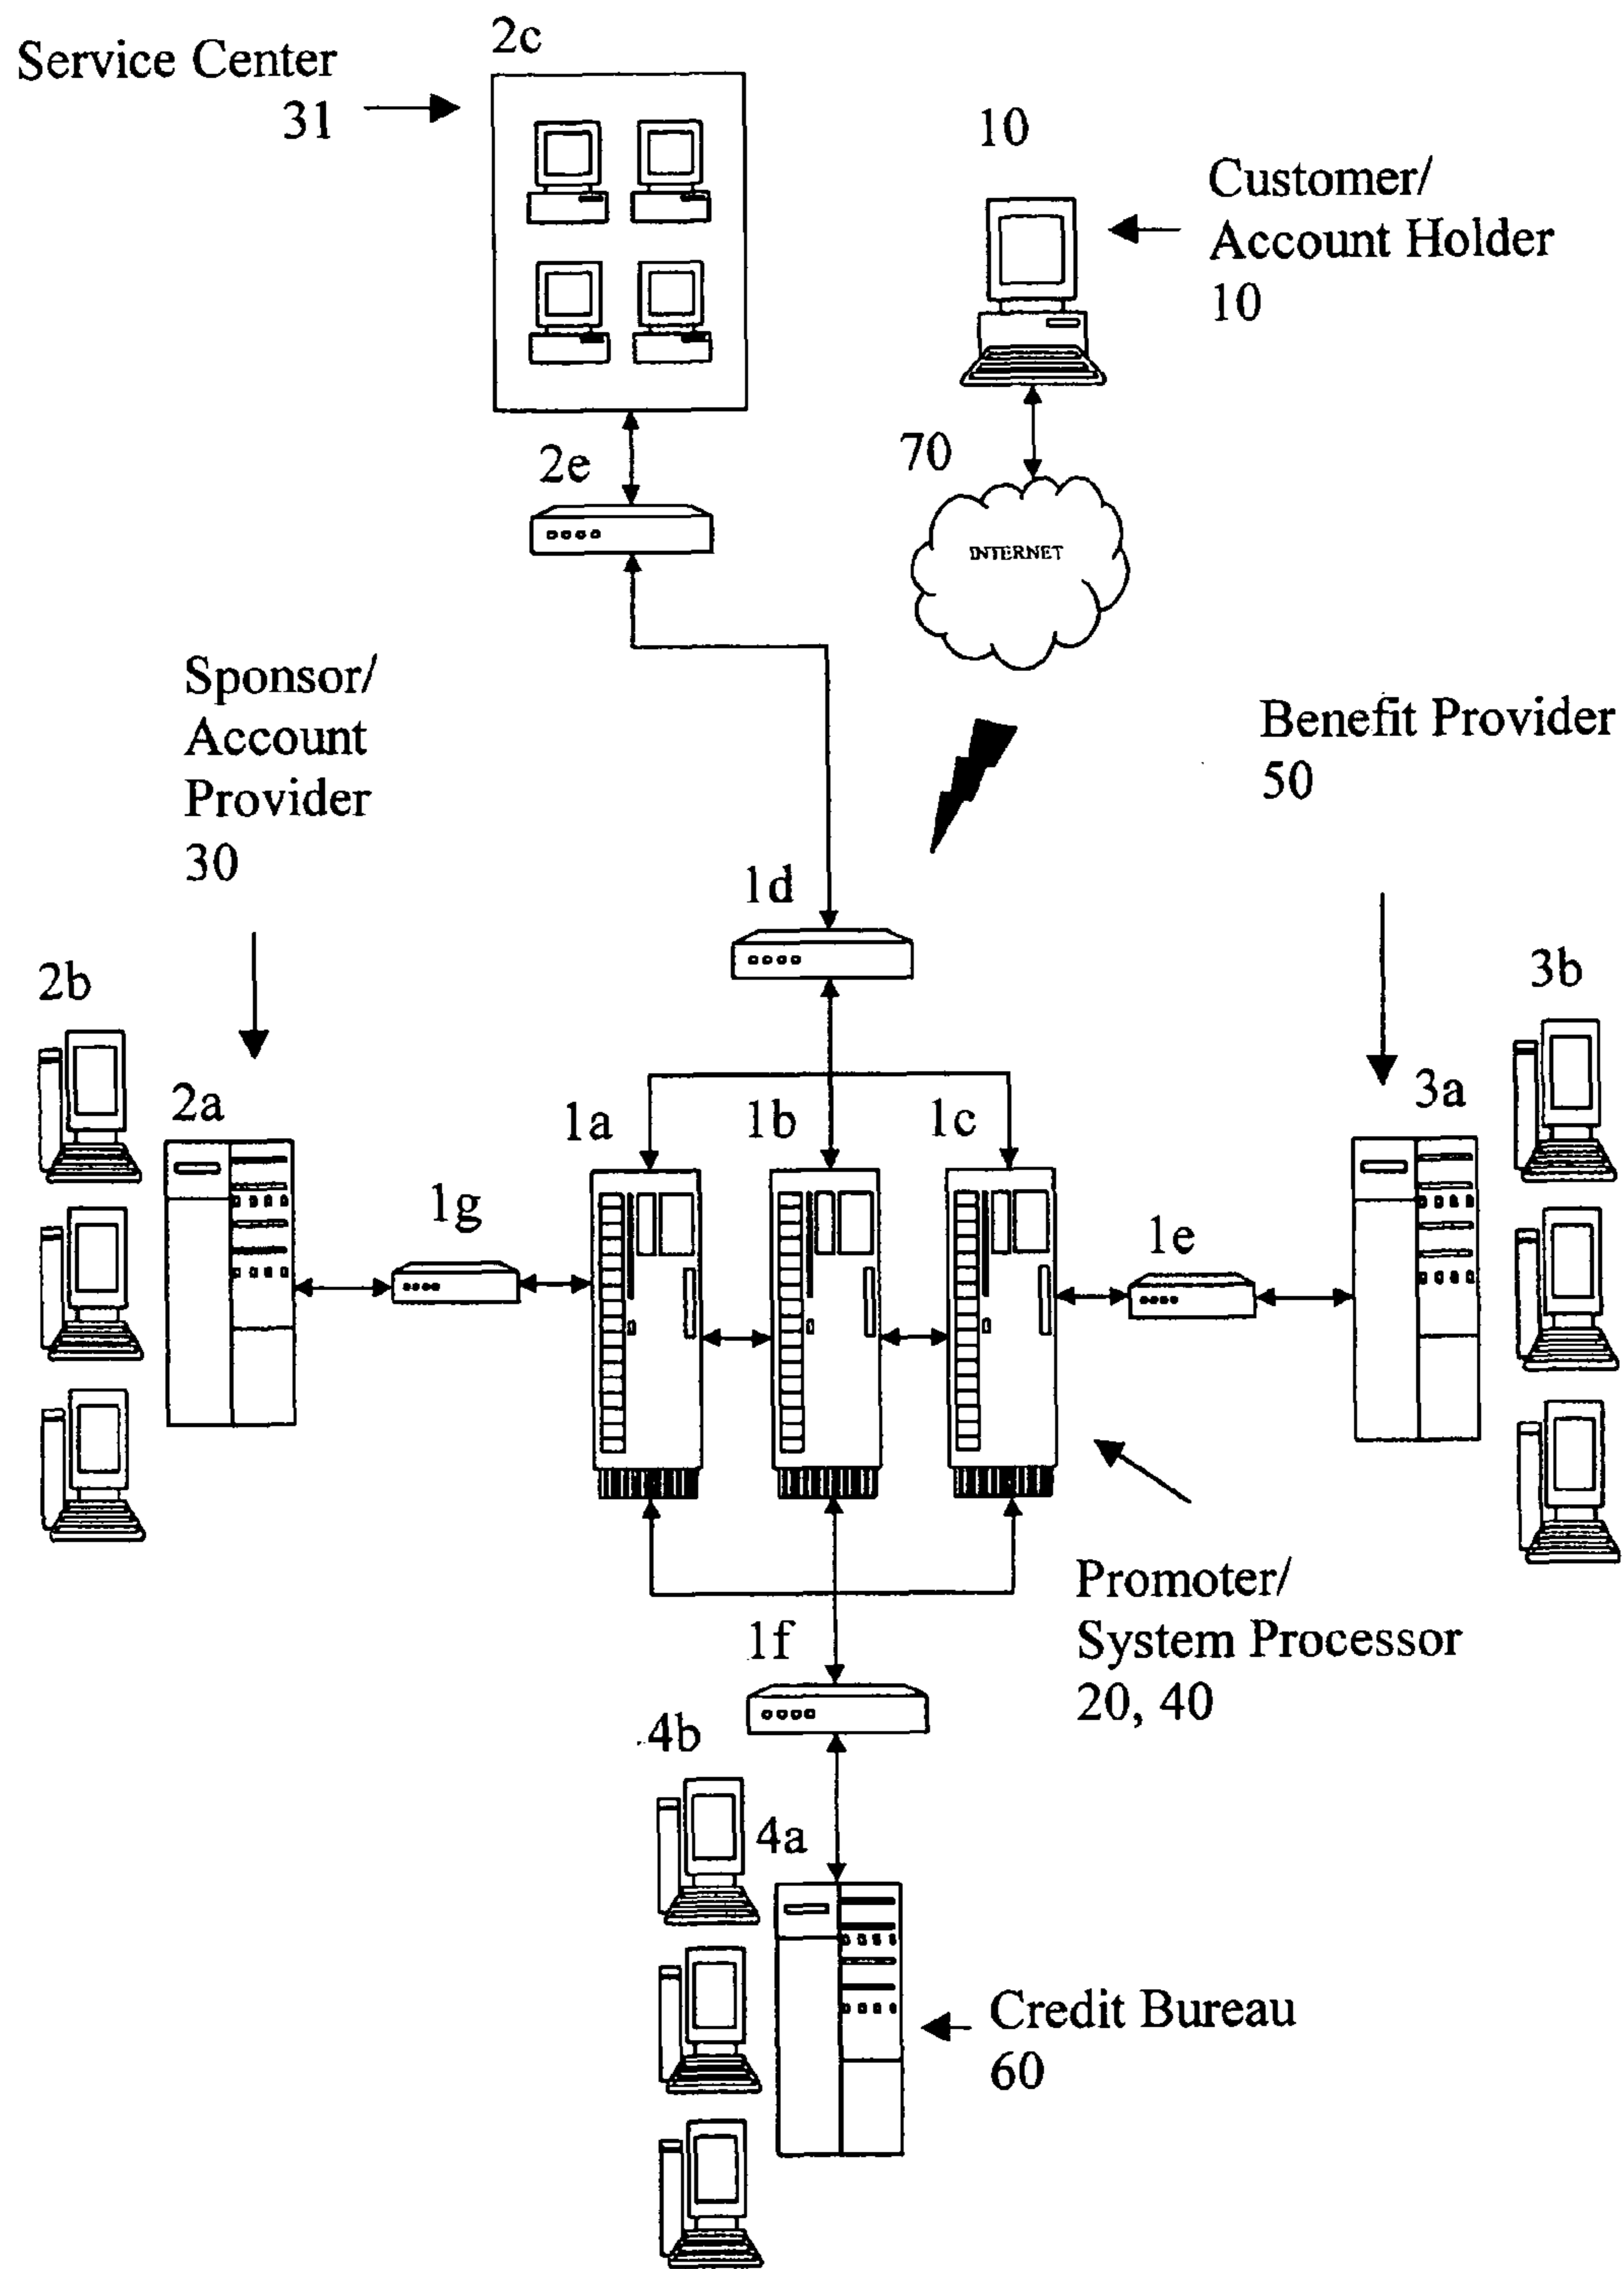 2c
Service Center
31
10
Customer/
Account Holder
10
70
2e
INTERNET
Sponsor/
Account
Provider
30
Benefit Provider
50
1d
2b
3b
2a
3a
1a
1b
1c
1g
1e
Promoter/
System Processor
20, 40
1f
4b
4a
Credit Bureau
60